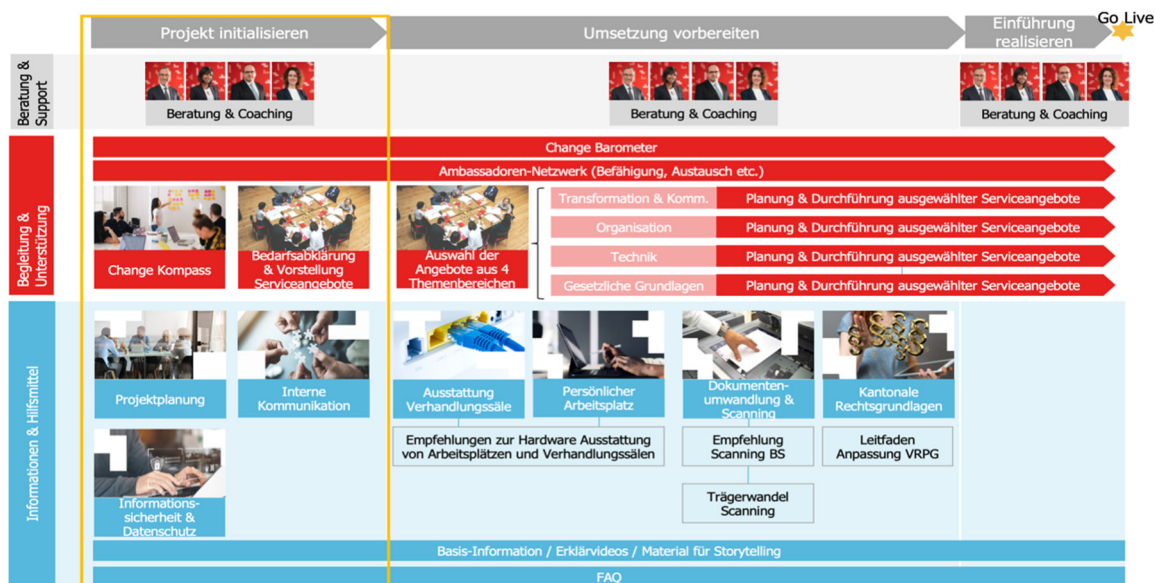 Projekt initialisieren
Umsetzung vorbereiten
Einführung
realisieren
Go Live
Beratung &
Support
Beratung & Coaching
Beratung & Coaching
Beratung & Coaching
Begleitung &
Unterstützung
Change Barometer
Ambassadoren-Netzwerk (Befähigung, Austausch etc.)
Change Kompass
Bedarfsabklärung
& Vorstellung
Serviceangebote
Auswahl der
Angebote aus 4
Themenbereichen
Transformation & Komm.
Planung & Durchführung ausgewählter Serviceangebote
Organisation
Planung & Durchführung ausgewählter Serviceangebote
Technik
Planung & Durchführung ausgewählter Serviceangebote
Gesetzliche Grundlagen
Planung & Durchführung ausgewählter Serviceangebote
Informationen & Hilfsmittel
Projektplanung
Interne
Kommunikation
Ausstattung
Verhandlungssäle
Persönlicher
Arbeitsplatz
Dokumenten-
umwandlung &
Scanning
Kantonale
Rechtsgrundlagen
Empfehlungen zur Hardware Ausstattung
von Arbeitsplätzen und Verhandlungssälen
Empfehlung
Scanning BS
Leitfaden
Anpassung VRPG
Trägerwandel
Scanning
Informations-
sicherheit &
Datenschutz
Basis-Information / Erklärvideos / Material für Storytelling
FAQ